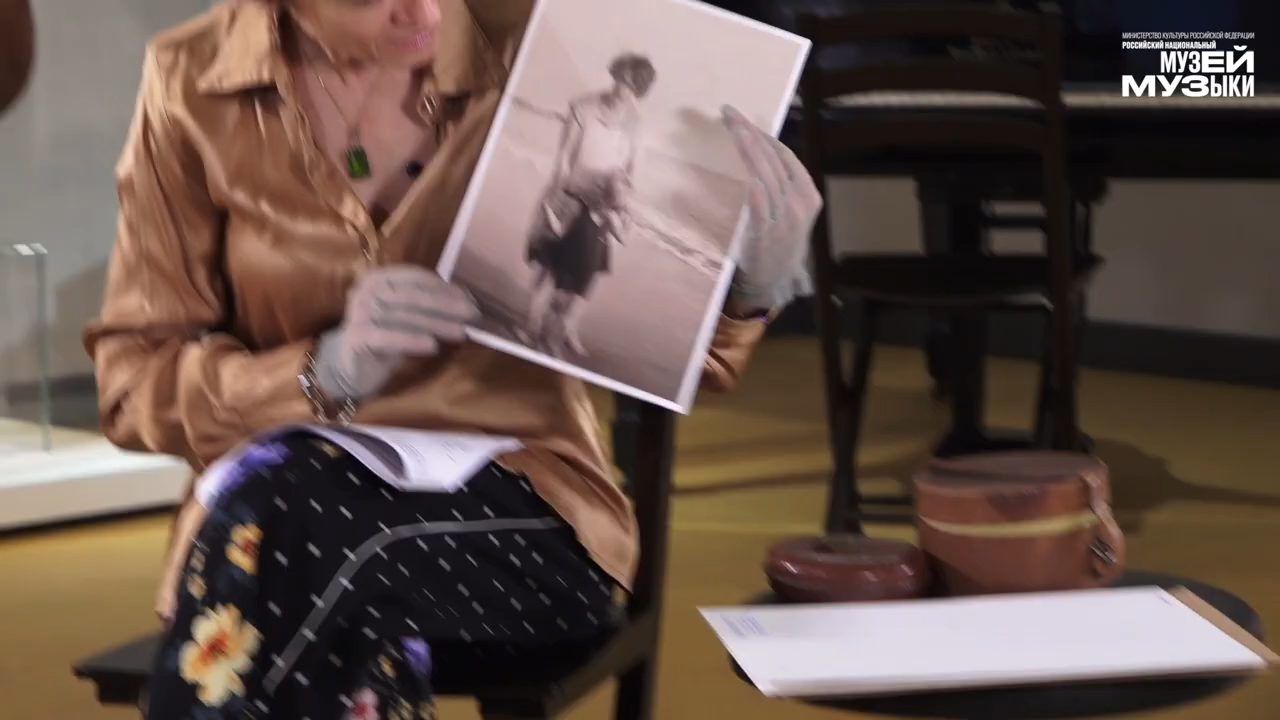 МИНИСТЕРСТВО КУЛЬТУРЫ РОССИЙСКОЙ ФЕДЕРАЦИИ
РОССИЙСКИЙ НАЦИОНАЛЬНЫЙ
МУЗЕЙ
МУЗЫКИ